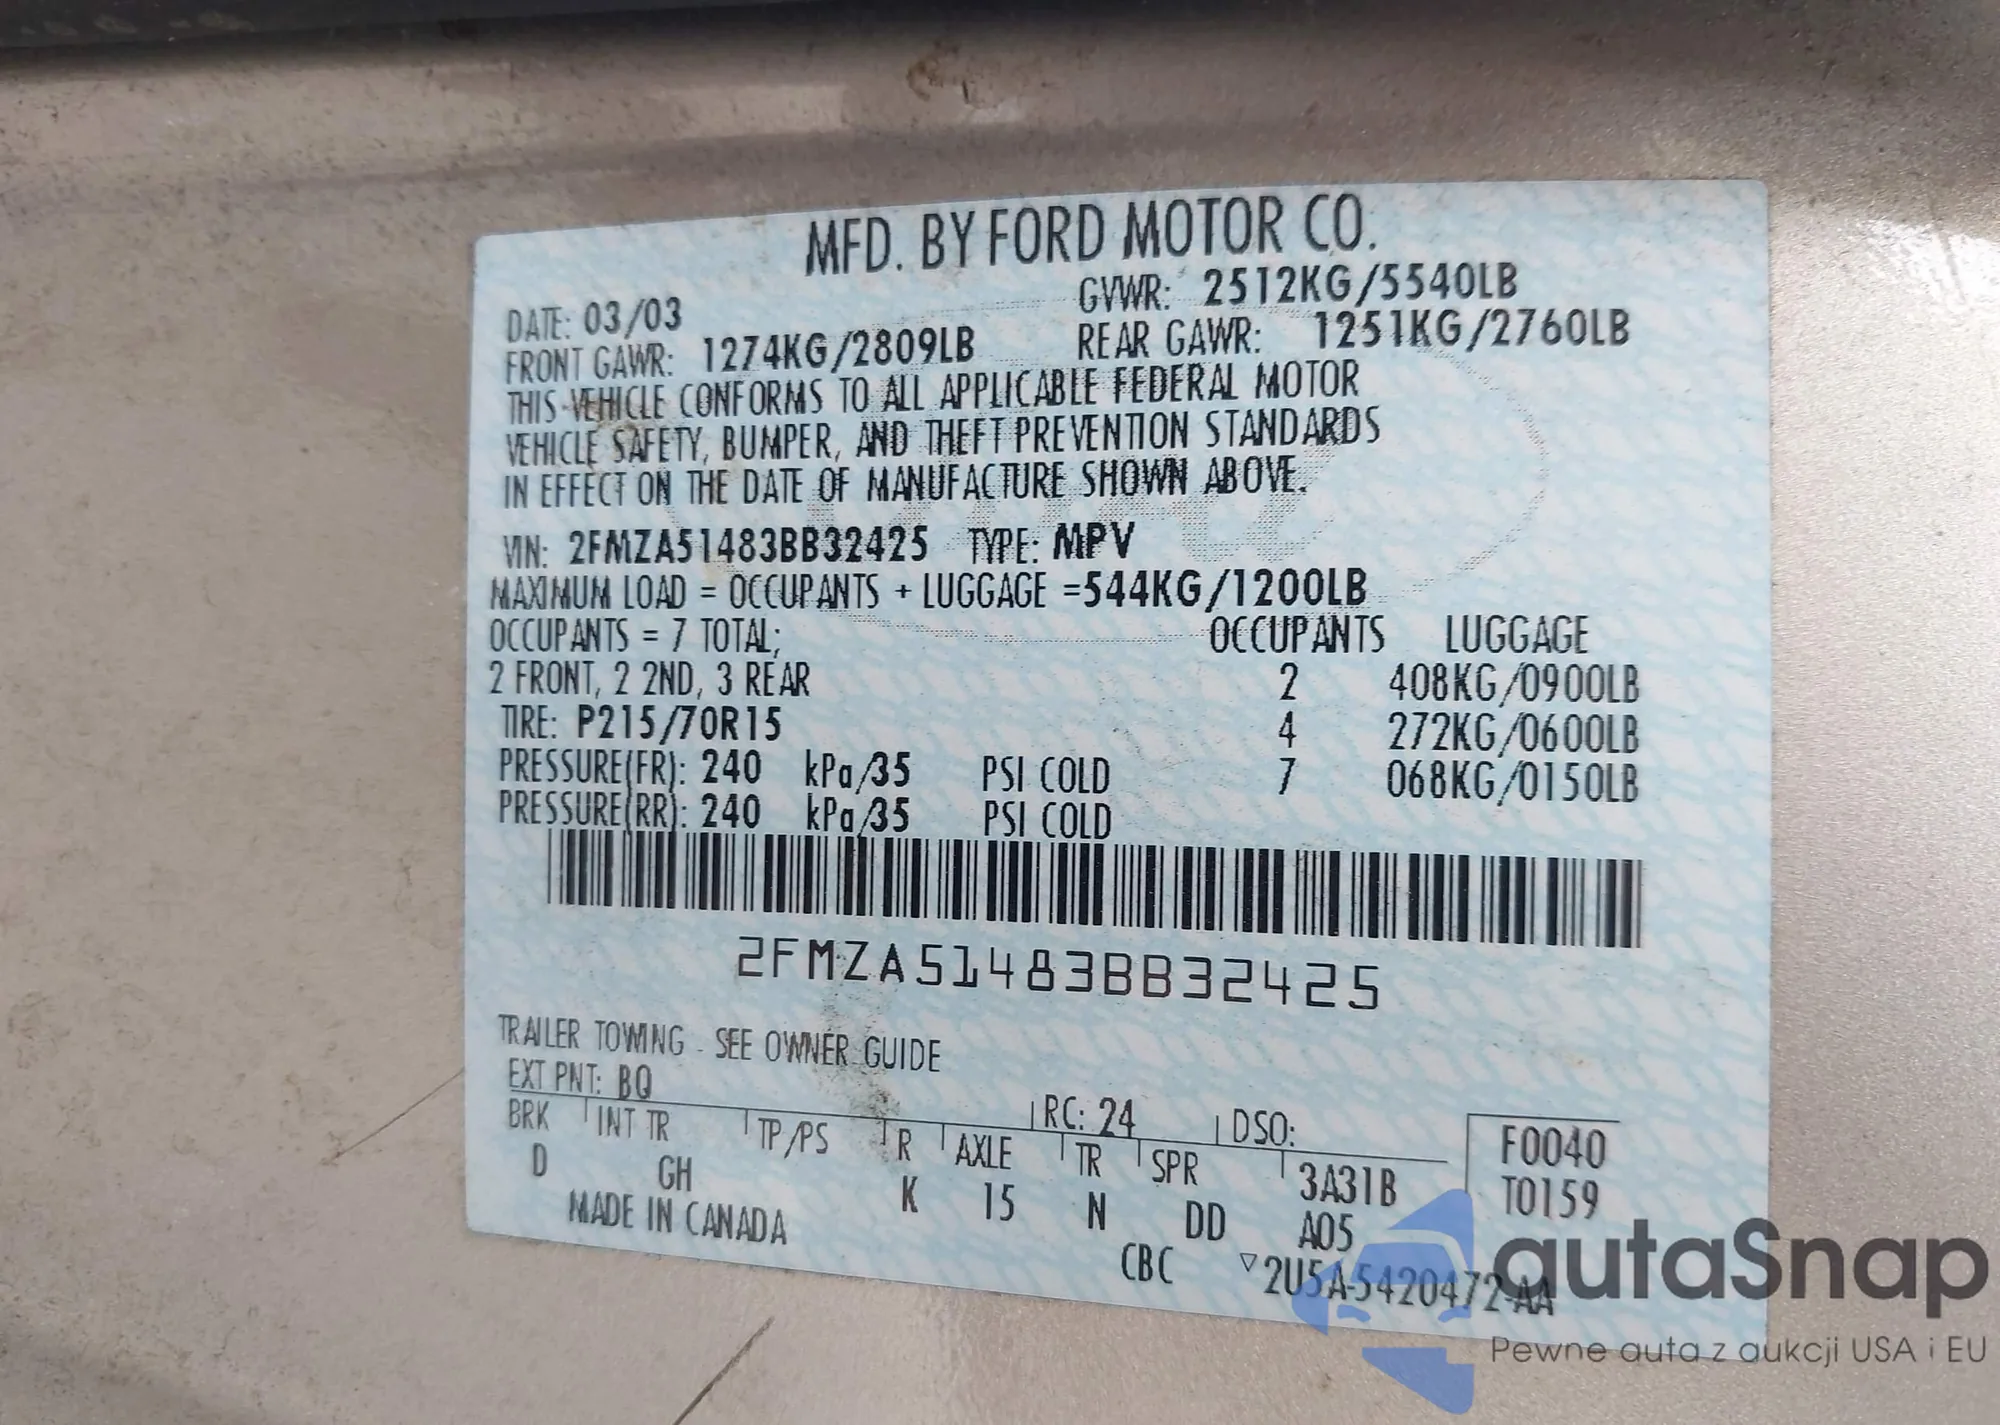 MFD. BY FORD MOTOR CO.
DATE: 03/03 GVWR: 2512KG/5540LB
FRONT GAWR: 1274KG/2809LB REAR GAWR: 1251KG/2760LB
THIS VEHICLE CONFORMS TO ALL APPLICABLE FEDERAL MOTOR
VEHICLE SAFETY, BUMPER, AND THEFT PREVENTION STANDARDS
IN EFFECT ON THE DATE OF MANUFACTURE SHOWN ABOVE.
VIN: 2FMZA51483BB32425 TYPE: MPV
MAXIMUM LOAD = OCCUPANTS + LUGGAGE =544KG/1200LB
OCCUPANTS = 7 TOTAL; OCCUPANTS LUGGAGE
2 FRONT, 2 2ND, 3 REAR 2 408KG/0900LB
TIRE: P215/70R15 4 272KG/0600LB
PRESSURE(FR): 240 kPa/35 PSI COLD 7 068KG/0150LB
PRESSURE(RR): 240 kPa/35 PSI COLD
2FMZA51483BB32425
TRAILER TOWING - SEE OWNER GUIDE
EXT PNT: BQ RC: 24 DSO:
BRK INT TR TP/PS R AXLE TR SPR 3A31B F0040
D GH K 15 N DD A05 T0159
MADE IN CANADA CBC ▽2U5A-5420472-AA
autaSnap
Pewne auta z aukcji USA i EU